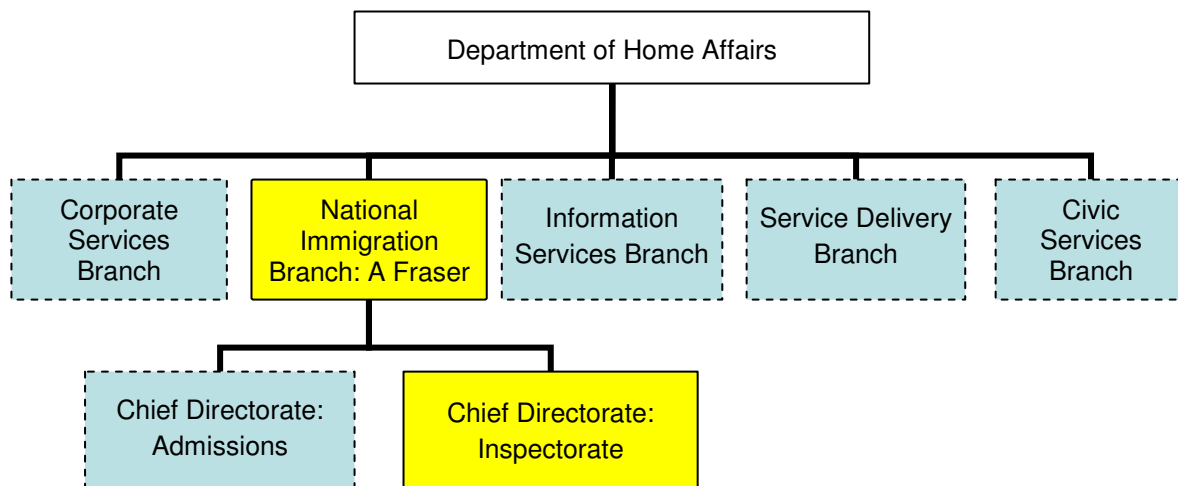 Department of Home Affairs
Corporate
Services
Branch
National
Immigration
Branch: A Fraser
Information
Services Branch
Service Delivery
Branch
Civic
Services
Branch
Chief Directorate:
Admissions
Chief Directorate:
Inspectorate